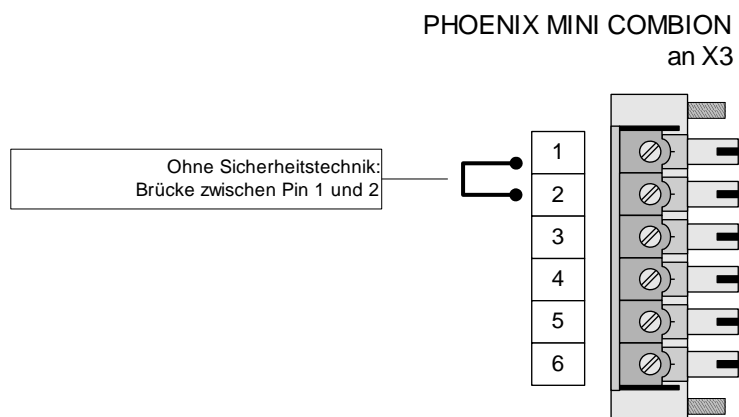 PHOENIX MINI COMBION
an X3
Ohne Sicherheitstechnik:
Brücke zwischen Pin 1 und 2
1
2
3
4
5
6